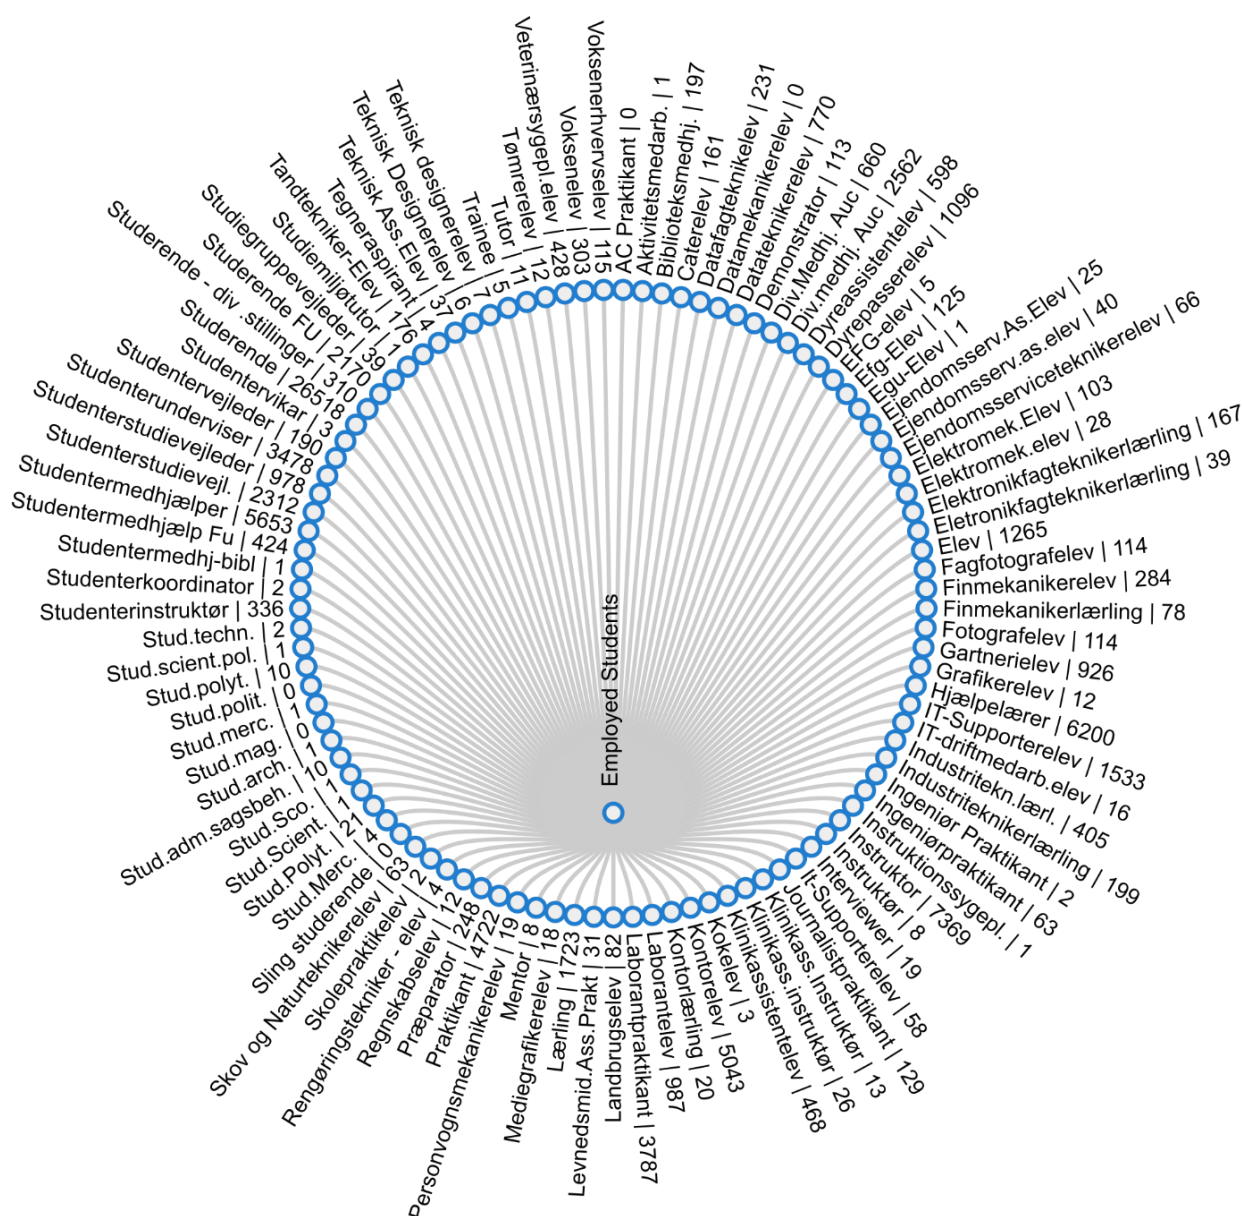 AC Praktikant | 0
Aktivitetsmedarb. | 1
Biblioteksmedhj. | 197
Caterelev | 161
Datafagteknikelev | 231
Datamekanikerelev | 0
Datateknikerelev | 770
Demonstrator | 113
Div.Medhj. Auc | 660
Div.medhj. Auc | 2562
Dyreassistentelev | 598
Dyrepasserelev | 1096
EFG-elev | 5
Efg-Elev | 125
Egu-Elev | 1
Ejendomsserv.As.Elev | 25
Ejendomsserv.as.elev | 40
Ejendomsserviceteknikerelev | 66
Elektromek.Elev | 103
Elektromek.elev | 28
Elektronikfagteknikerlærling | 167
Eletronikfagteknikerlærling | 39
Elev | 1265
Fagfotografelev | 114
Finmekanikerelev | 284
Finmekanikerlærling | 78
Fotografelev | 114
Gartnerielev | 926
Grafikerelev | 12
Hjælpelærer | 6200
IT-Supporterelev | 1533
IT-driftmedarb.elev | 16
Industritekn.lærl. | 405
Industriteknikerlærling | 199
Ingeniør Praktikant | 2
Ingeniørpraktikant | 63
Instruktionssygepl. | 1
Instruktor | 7369
Instruktør | 8
Interviewer | 19
It-Supporterelev | 58
Journalistpraktikant | 129
Klinikass.Instruktør | 13
Klinikass.instruktør | 26
Klinikassistentelev | 468
Kokelev | 3
Kontorelev | 5043
Kontorlærling | 20
Laborantelev | 987
Laborantpraktikant | 3787
Landbrugselev | 82
Levnedsmid.Ass.Prakt | 31
Lærling | 1723
Mediegrafikerelev | 18
Mentor | 8
Personvognsmekanikerelev | 19
Praktikant | 4722
Præparator | 248
Regnskabselev | 12
Rengøringstekniker - elev | 4
Skolepraktikelev | 2
Skov og Naturteknikerelev | 63
Sling studerende | 0
Stud.Merc. | 4
Stud.Polyt. | 21
Stud.Scient. | 1
Stud.Sco. | 1
Stud.adm.sagsbeh. | 10
Stud.arch. | 1
Stud.mag. | 0
Stud.merc. | 1
Stud.polit. | 0
Stud.polyt. | 10
Stud.scient.pol. | 1
Stud.techn. | 2
Studenterinstruktør | 336
Studenterkoordinator | 2
Studentermedhj-bibl | 1
Studentermedhjælp Fu | 424
Studentermedhjælper | 5653
Studenterstudievejl. | 2312
Studenterstudievejleder | 978
Studenterunderviser | 3478
Studentervejleder | 190
Studentervikar | 3
Studerende | 26518
Studerende - div .stillinger | 310
Studerende FU | 2170
Studiegruppevejleder | 39
Studiemiljøtutor | 1
Tandtekniker-Elev | 176
Tegneraspirant | 4
Teknisk Ass.Elev | 37
Teknisk Designerelev | 6
Teknisk designerelev | 7
Trainee | 5
Tutor | 11
Tømrerelev | 12
Veterinærsygepl.elev | 428
Voksenelev | 303
Voksenerhvervselev | 115
Employed Students